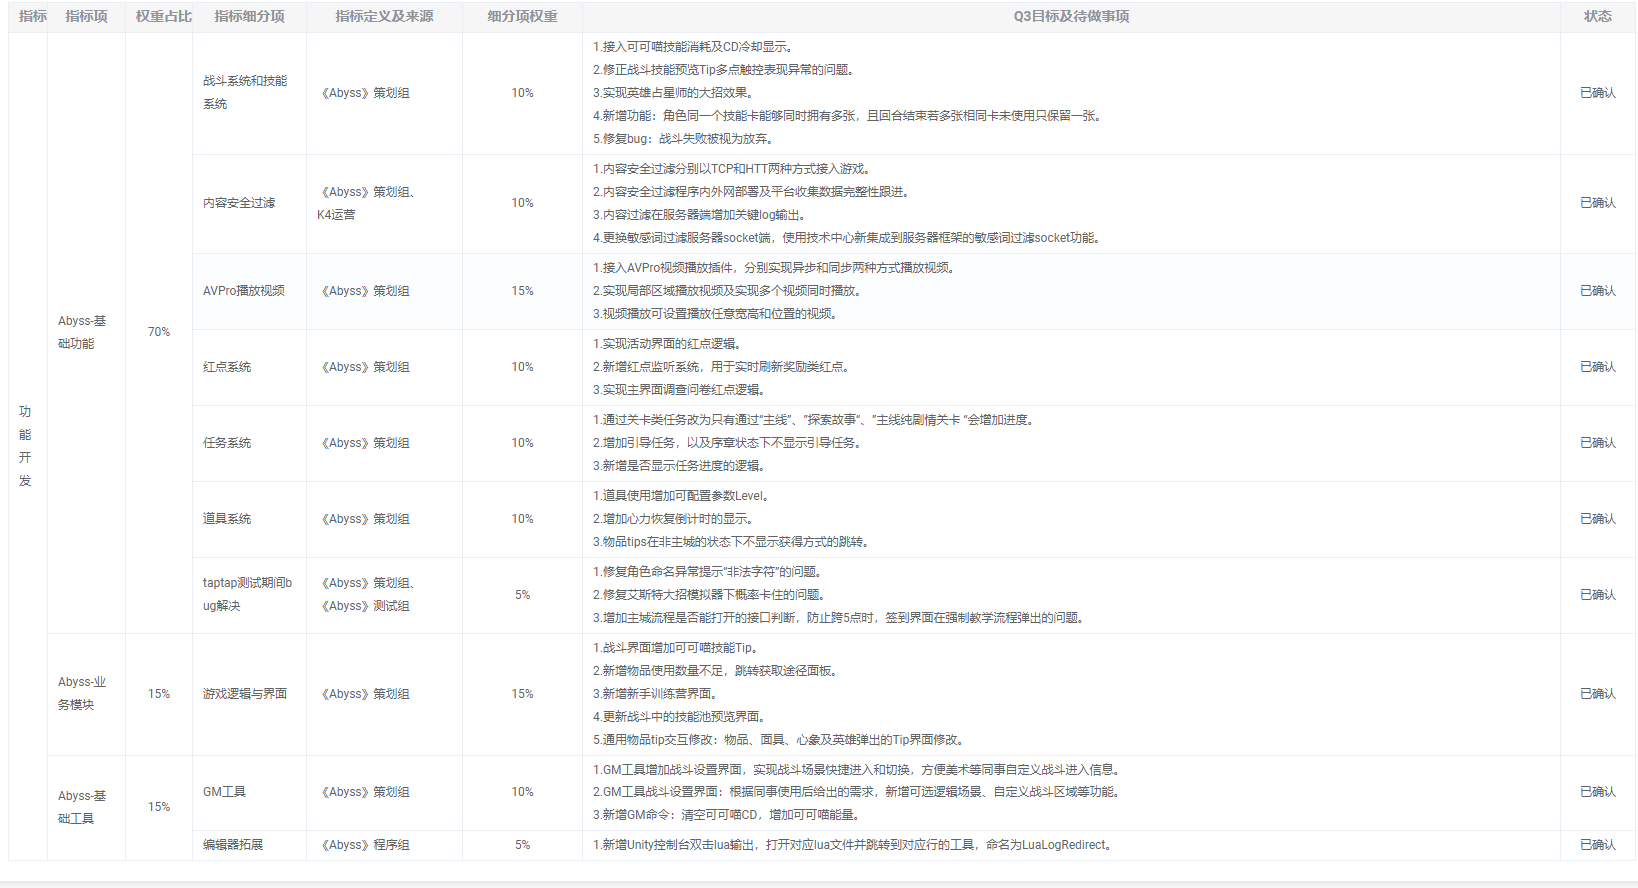 指标 指标项 权重占比 指标细分项 指标定义及来源 细分项权重 Q3目标及待做事项 状态
功
能
开
发
Abyss-基
础功能
70%
战斗系统和技能
系统
《Abyss》策划组
10%
1.接入可可喵技能消耗及CD冷却显示。
2.修正战斗技能预览Tip多点触控表现异常的问题。
3.实现英雄占星师的大招效果。
4.新增功能：角色同一个技能卡能够同时拥有多张，且回合结束若多张相同卡未使用只保留一张。
5.修复bug：战斗失败被视为放弃。
已确认
内容安全过滤
《Abyss》策划组、
K4运营
10%
1.内容安全过滤分别以TCP和HTT两种方式接入游戏。
2.内容安全过滤程序内外网部署及平台收集数据完整性跟进。
3.内容过滤在服务器端增加关键log输出。
4.更换敏感词过滤服务器socket端，使用技术中心新集成到服务器框架的敏感词过滤socket功能。
已确认
AVPro播放视频
《Abyss》策划组
15%
1.接入AVPro视频播放插件，分别实现异步和同步两种方式播放视频。
2.实现局部区域播放视频及实现多个视频同时播放。
3.视频播放可设置播放任意宽高和位置的视频。
已确认
红点系统
《Abyss》策划组
10%
1.实现活动界面的红点逻辑。
2.新增红点监听系统，用于实时刷新奖励类红点。
3.实现主界面调查问卷红点逻辑。
已确认
任务系统
《Abyss》策划组
10%
1.通过关卡类任务改为只有通过“主线”、”探索故事“、”主线纯剧情关卡 “会增加进度。
2.增加引导任务，以及序章状态下不显示引导任务。
3.新增是否显示任务进度的逻辑。
已确认
道具系统
《Abyss》策划组
10%
1.道具使用增加可配置参数Level。
2.增加心力恢复倒计时的显示。
3.物品tips在非主城的状态下不显示获得方式的跳转。
已确认
taptap测试期间b
ug解决
《Abyss》策划组、
《Abyss》测试组
5%
1.修复角色命名异常提示“非法字符”的问题。
2.修复艾斯特大招模拟器下概率卡住的问题。
3.增加主城流程是否能打开的接口判断，防止跨5点时，签到界面在强制教学流程弹出的问题。
已确认
Abyss-业
务模块
15%
游戏逻辑与界面
《Abyss》策划组
15%
1.战斗界面增加可可喵技能Tip。
2.新增物品使用数量不足，跳转获取途径面板。
3.新增新手训练营界面。
4.更新战斗中的技能池预览界面。
5.通用物品tip交互修改：物品、面具、心象及英雄弹出的Tip界面修改。
已确认
Abyss-基
础工具
15%
GM工具
《Abyss》策划组
10%
1.GM工具增加战斗设置界面，实现战斗场景快捷进入和切换，方便美术等同事自定义战斗进入信息。
2.GM工具战斗设置界面：根据同事使用后给出的需求，新增可选逻辑场景、自定义战斗区域等功能。
3.新增GM命令：清空可可喵CD，增加可可喵能量。
已确认
编辑器拓展
《Abyss》程序组
5%
1.新增Unity控制台双击lua输出，打开对应lua文件并跳转到对应行的工具，命名为LuaLogRedirect。
已确认